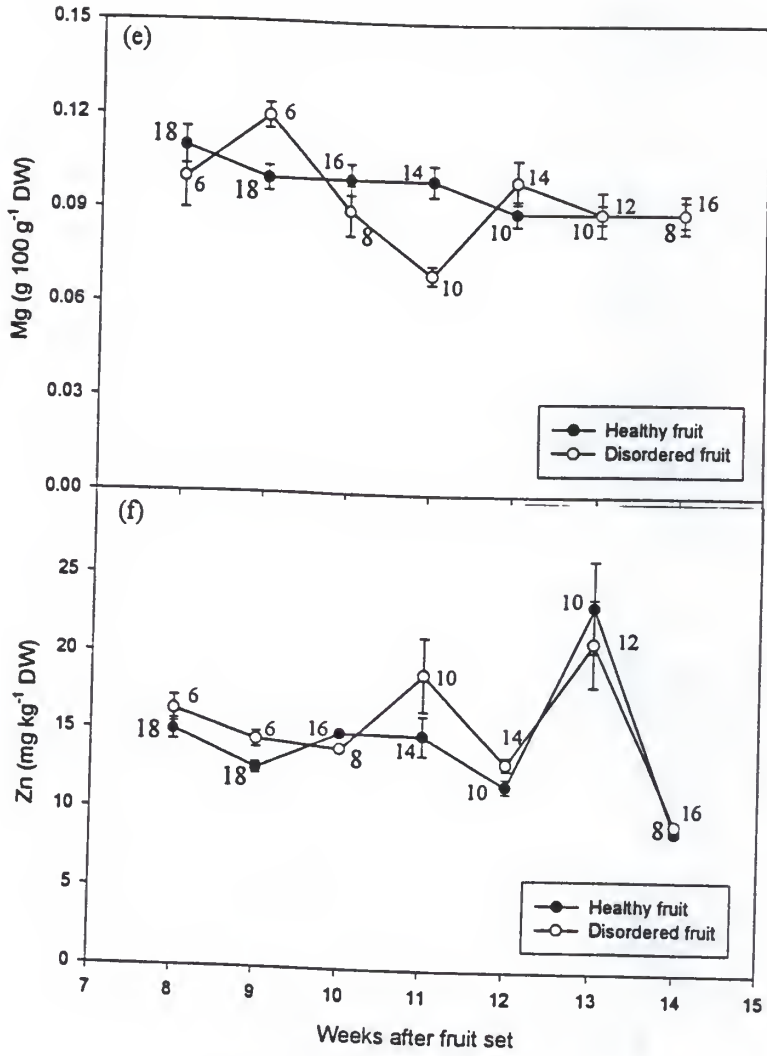 0.15
(e)
0.12
0.09
0.06
0.03
0.00
Mg (g 100 g⁻¹ DW)
18 18 16 14 10 10 8
6 6 8 10 14 12 16
Healthy fruit
Disordered fruit
(f)
25
20
15
10
5
0
Zn (mg kg⁻¹ DW)
18 18 16 14 10 10 8
6 6 8 10 14 12 16
Healthy fruit
Disordered fruit
7 8 9 10 11 12 13 14 15
Weeks after fruit set